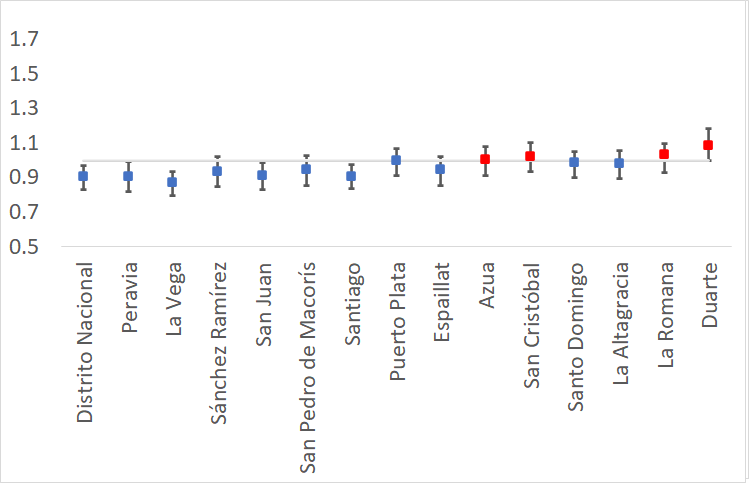 1.7
1.5
1.3
1.1
0.9
0.7
0.5
Distrito Nacional
Peravia
La Vega
Sánchez Ramírez
San Juan
San Pedro de Macorís
Santiago
Puerto Plata
Espaillat
Azua
San Cristóbal
Santo Domingo
La Altagracia
La Romana
Duarte